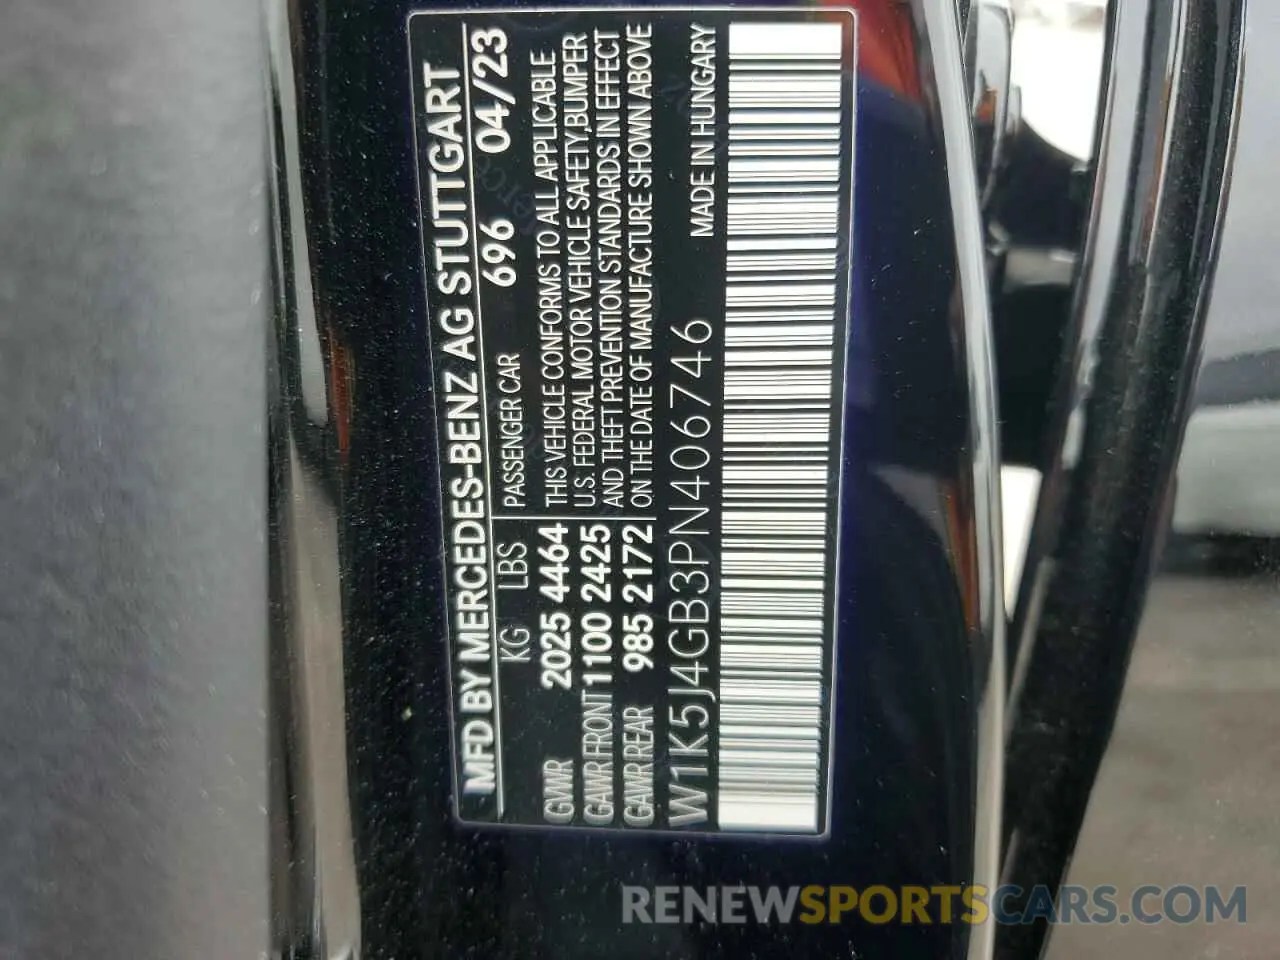 MFD BY MERCEDES-BENZ AG STUTTGART
KG LBS 696 04/23
PASSENGER CAR
GVWR 2025 4464
GAWR FRONT 1100 2425
GAWR REAR 985 2172
THIS VEHICLE CONFORMS TO ALL APPLICABLE
U.S. FEDERAL MOTOR VEHICLE SAFETY,BUMPER
AND THEFT PREVENTION STANDARDS IN EFFECT
ON THE DATE OF MANUFACTURE SHOWN ABOVE
W1K5J4GB3PN406746 MADE IN HUNGARY
RENEWSPORTSCARS.COM